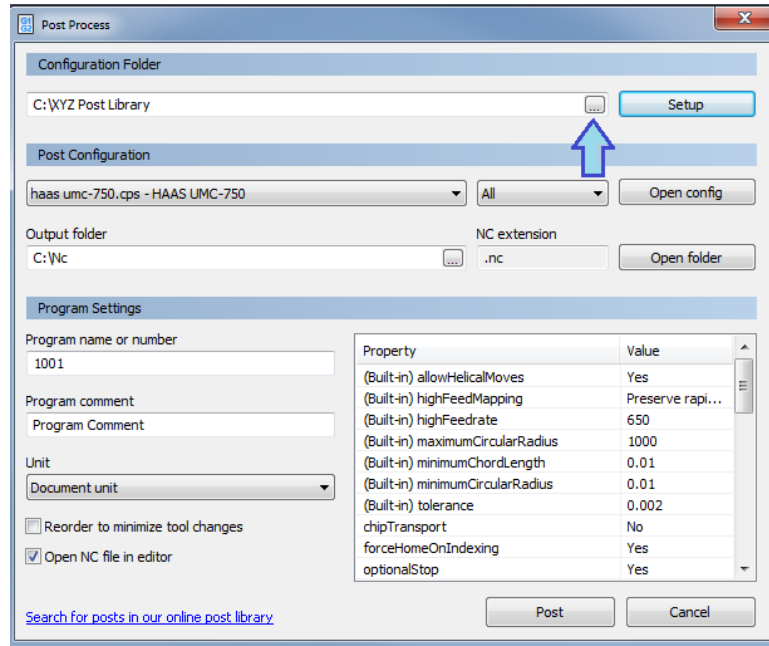 G1
G2
Post Process
Configuration Folder
C:\XYZ Post Library
...
Setup
Post Configuration
haas umc-750.cps - HAAS UMC-750
All
Open config
Output folder
NC extension
C:\Nc
...
.nc
Open folder
Program Settings
Program name or number
1001
Program comment
Program Comment
Unit
Document unit
Reorder to minimize tool changes
Open NC file in editor
Property Value
(Built-in) allowHelicalMoves Yes
(Built-in) highFeedMapping Preserve rapi...
(Built-in) highFeedrate 650
(Built-in) maximumCircularRadius 1000
(Built-in) minimumChordLength 0.01
(Built-in) minimumCircularRadius 0.01
(Built-in) tolerance 0.002
chipTransport No
forceHomeOnIndexing Yes
optionalStop Yes
Search for posts in our online post library
Post
Cancel